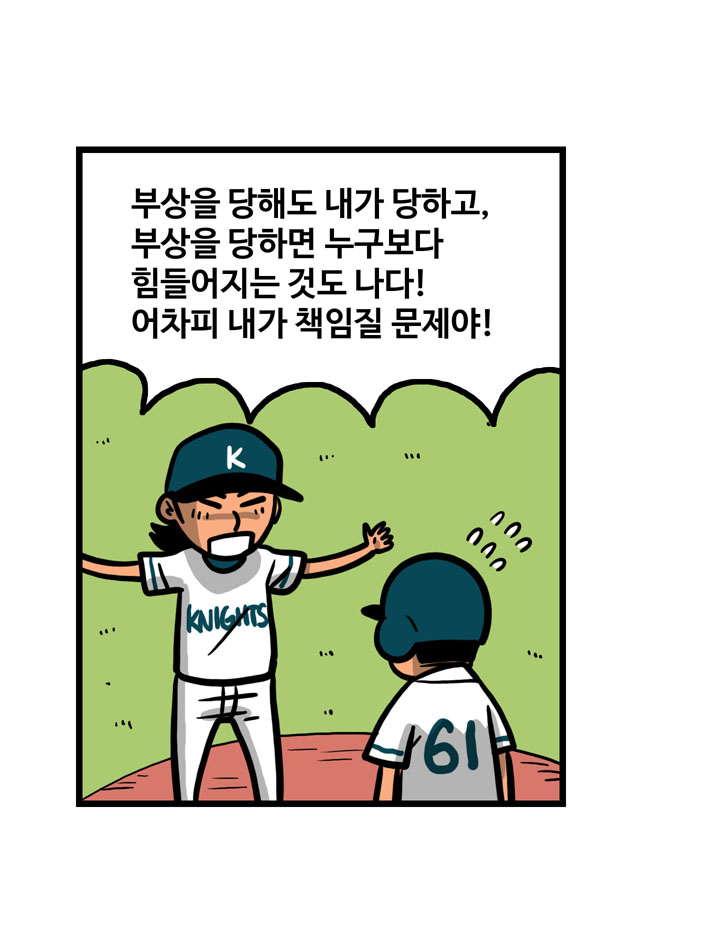 부상을 당해도 내가 당하고,
부상을 당하면 누구보다
힘들어지는 것도 나다!
어차피 내가 책임질 문제야!
K
KNIGHTS
61